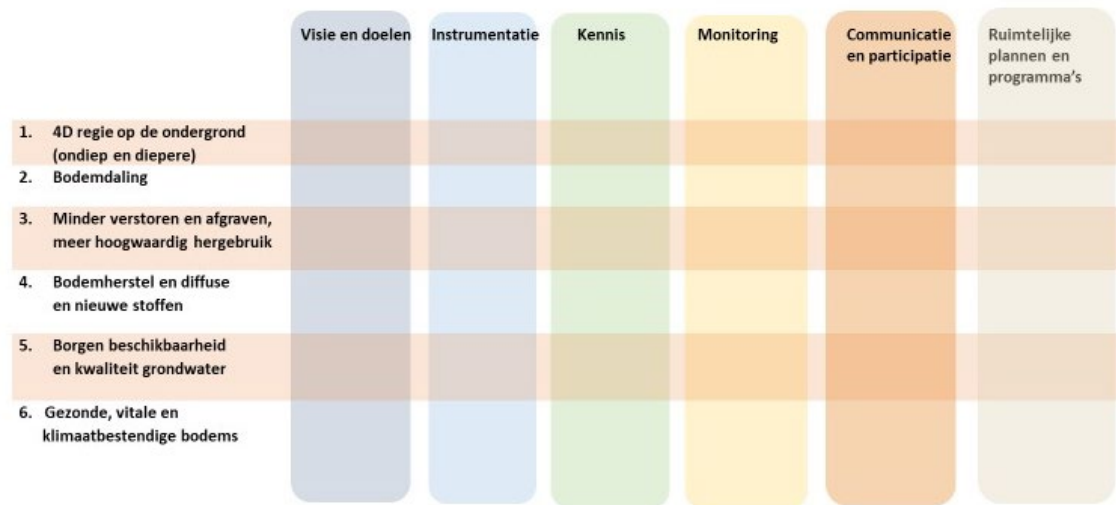 Visie en doelen Instrumentatie Kennis Monitoring Communicatie Ruimtelijke
en participatie plannen en
programma's
1. 4D regie op de ondergrond
(ondiep en diepere)
2. Bodemdaling
3. Minder verstoren en afgraven,
meer hoogwaardig hergebruik
4. Bodemherstel en diffuse
en nieuwe stoffen
5. Borgen beschikbaarheid
en kwaliteit grondwater
6. Gezonde, vitale en
klimaatbestendige bodems